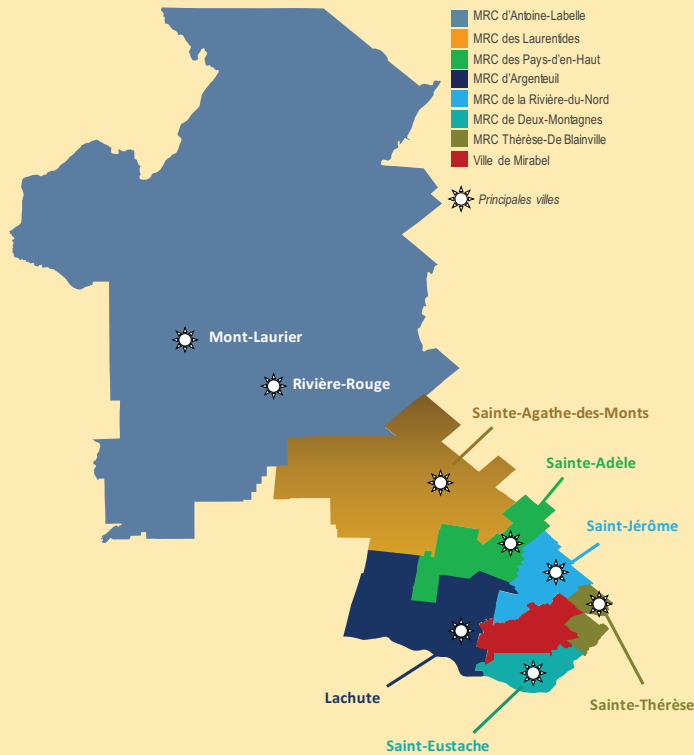 MRC d'Antoine-Labelle
MRC des Laurentides
MRC des Pays-d'en-Haut
MRC d'Argenteuil
MRC de la Rivière-du-Nord
MRC de Deux-Montagnes
MRC Thérèse-De Blainville
Ville de Mirabel
Principales villes
Mont-Laurier
Rivière-Rouge
Sainte-Agathe-des-Monts
Sainte-Adèle
Saint-Jérôme
Lachute
Sainte-Thérèse
Saint-Eustache